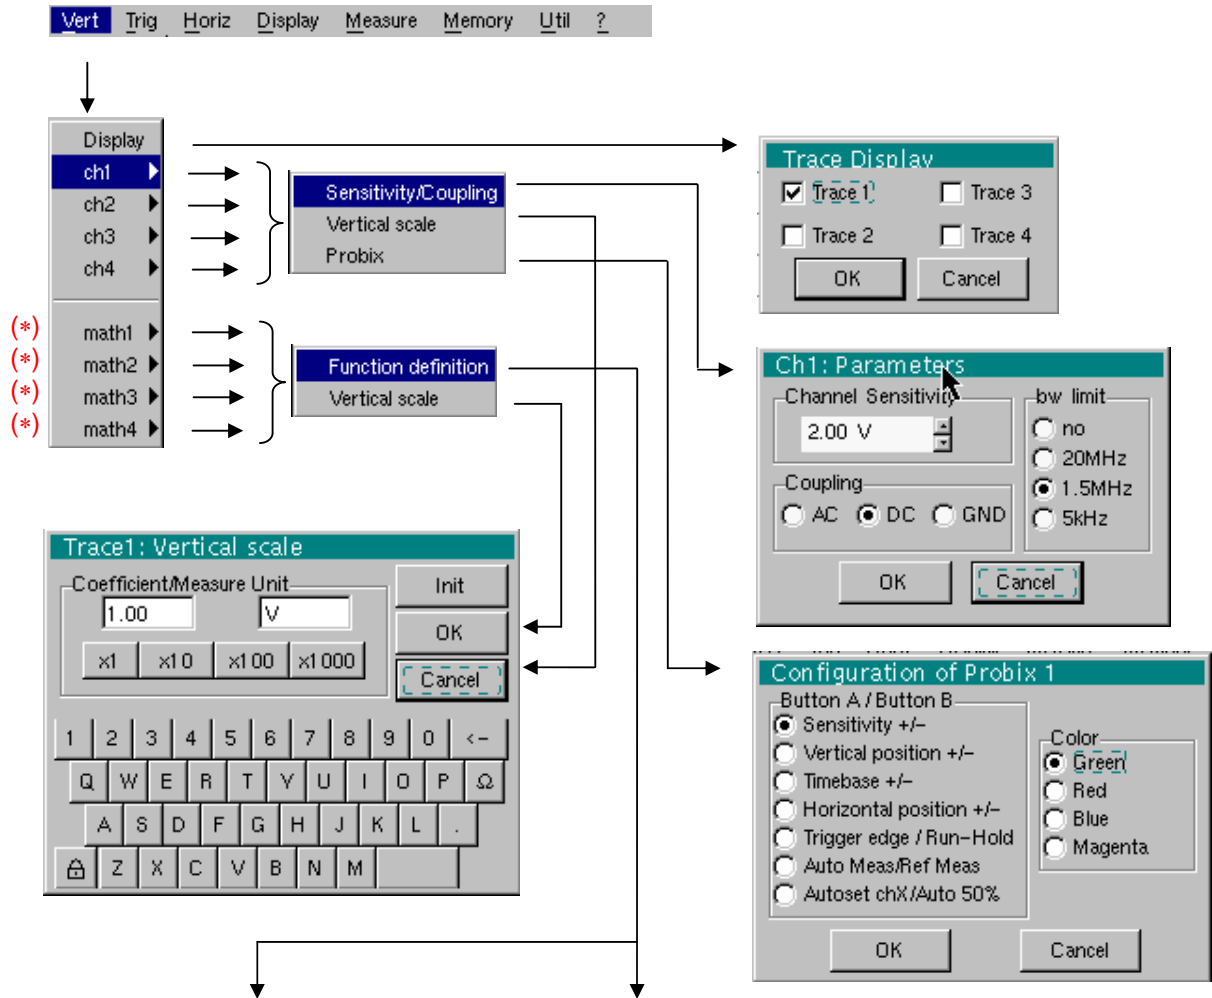 Vert Trig Horiz Display Measure Memory Util ?
Display
ch1
ch2
ch3
ch4
(*) math1
(*) math2
(*) math3
(*) math4
Sensitivity/Coupling
Vertical scale
Probix
Function definition
Vertical scale
Trace Display
Trace 1 Trace 3
Trace 2 Trace 4
OK Cancel
Ch1: Parameters
Channel Sensitivity
2.00 V
Coupling
AC DC GND
bw limit
no
20MHz
1.5MHz
5kHz
OK Cancel
Trace1: Vertical scale
Coefficient/Measure Unit
1.00 V
x1 x10 x100 x1000
Init
OK
Cancel
1 2 3 4 5 6 7 8 9 0 <-
Q W E R T Y U I O P Ω
A S D F G H J K L .
Z X C V B N M
Configuration of Probix 1
Button A / Button B
Sensitivity +/-
Vertical position +/-
Timebase +/-
Horizontal position +/-
Trigger edge / Run-Hold
Auto Meas/Ref Meas
Autoset chX/Auto 50%
Color
Green
Red
Blue
Magenta
OK Cancel